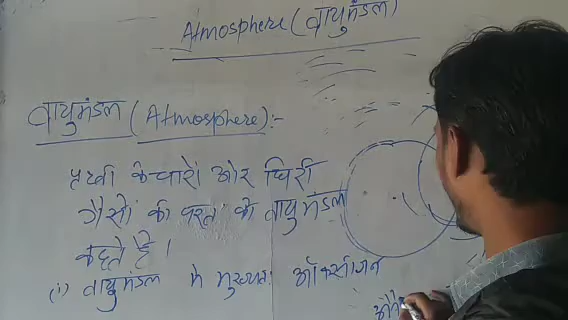 Atmosphere (वायुमंडल)
वायुमंडल (Atmosphere):-
पृथ्वी के चारों ओर घिरी
गैसों की परत को वायुमंडल
कहते है।
(i) वायुमंडल में मुख्यतः ऑक्सीजन